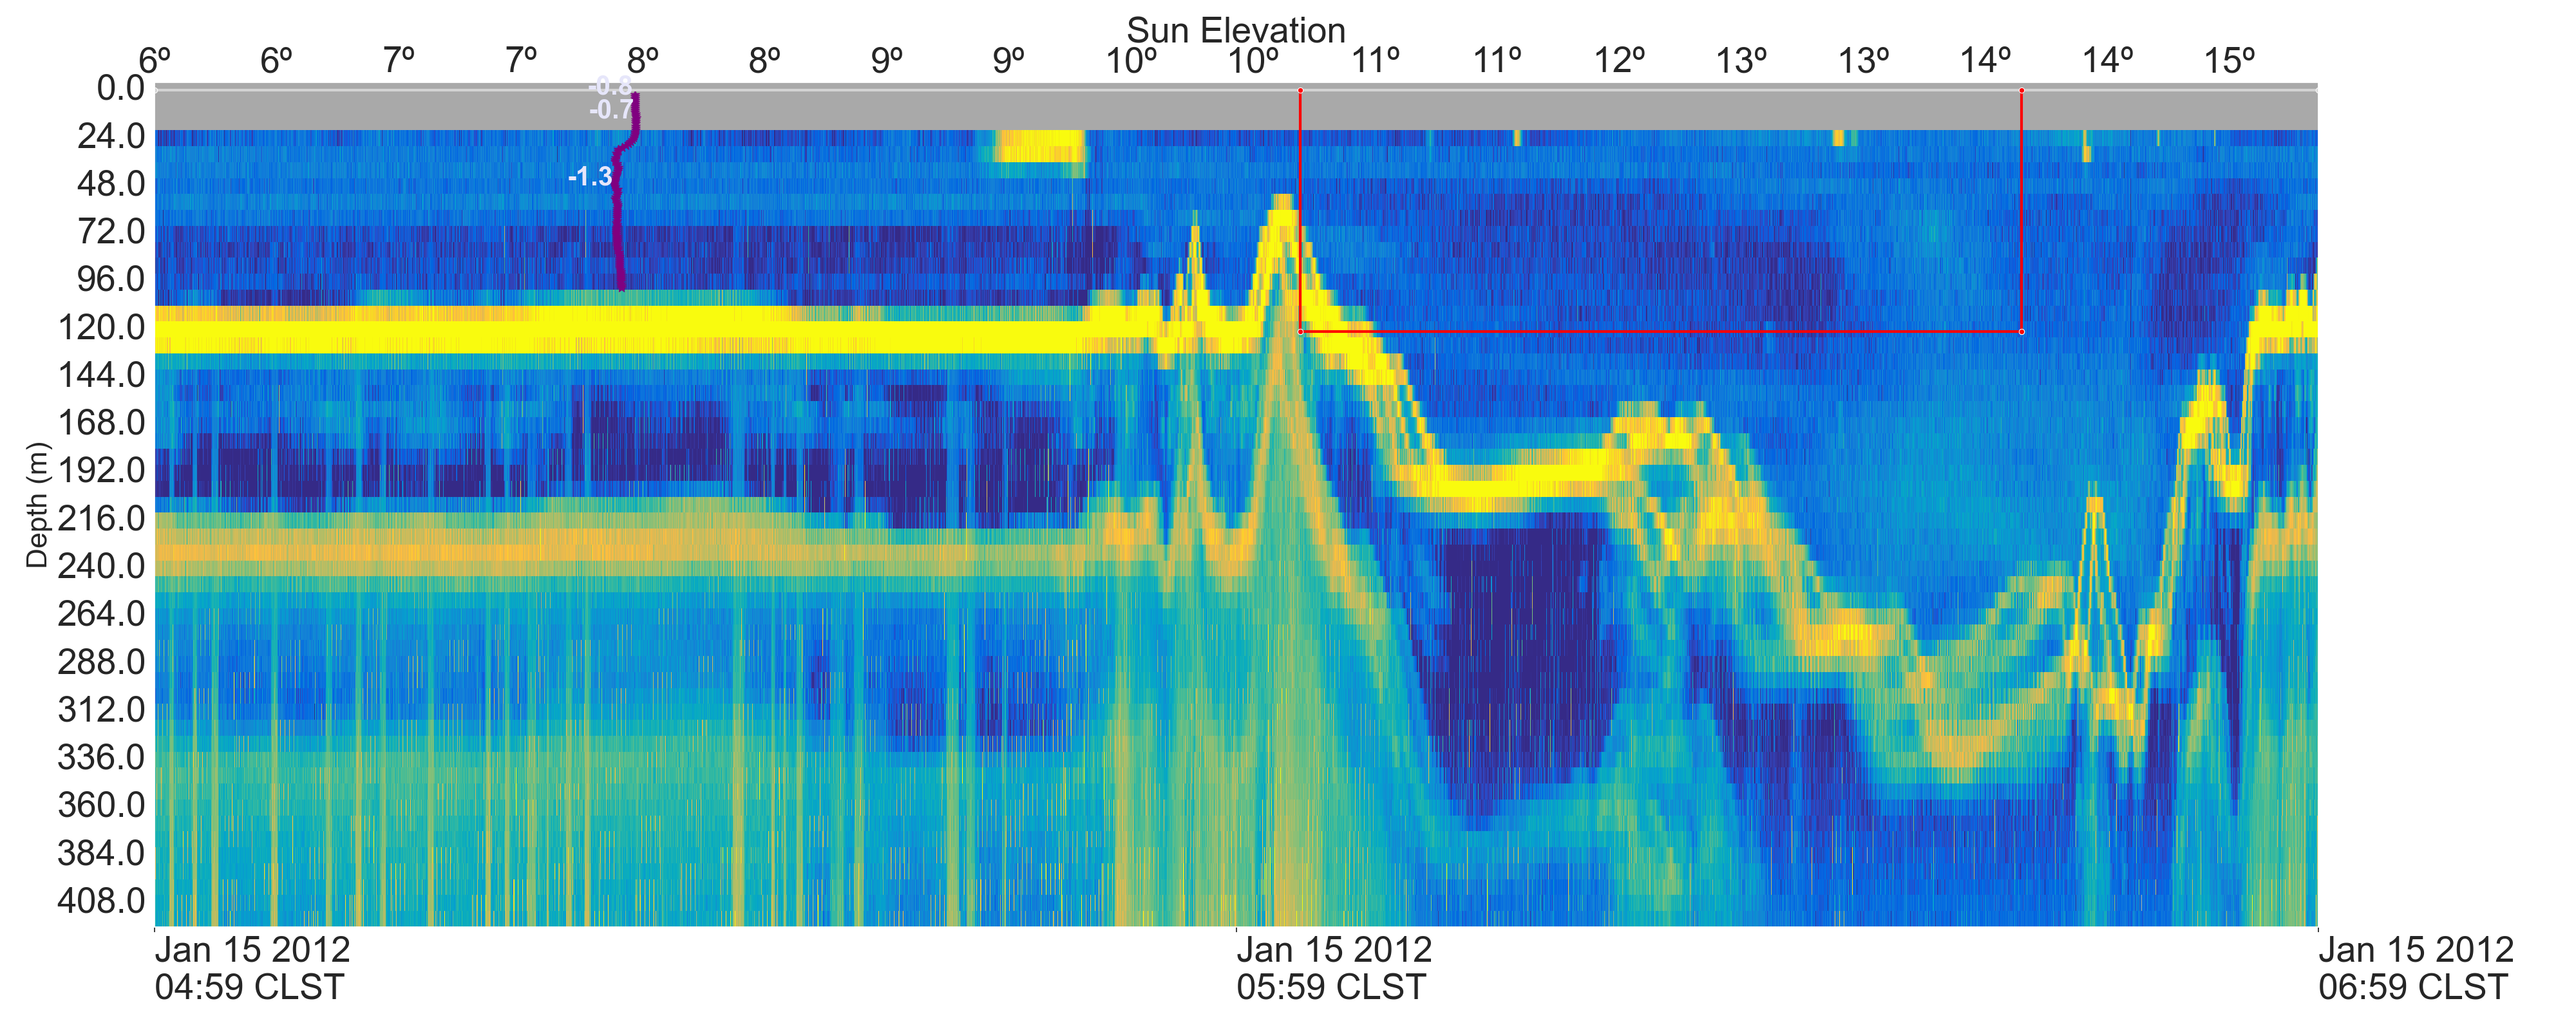 Sun Elevation
6º 6º 7º 7º 8º 8º 9º 9º 10º 10º 11º 11º 12º 13º 13º 14º 14º 15º
0.0
24.0
48.0
72.0
96.0
120.0
144.0
168.0
192.0
216.0
240.0
264.0
288.0
312.0
336.0
360.0
384.0
408.0
Depth (m)
-0.8
-0.7
-1.3
Jan 15 2012
04:59 CLST
Jan 15 2012
05:59 CLST
Jan 15 2012
06:59 CLST